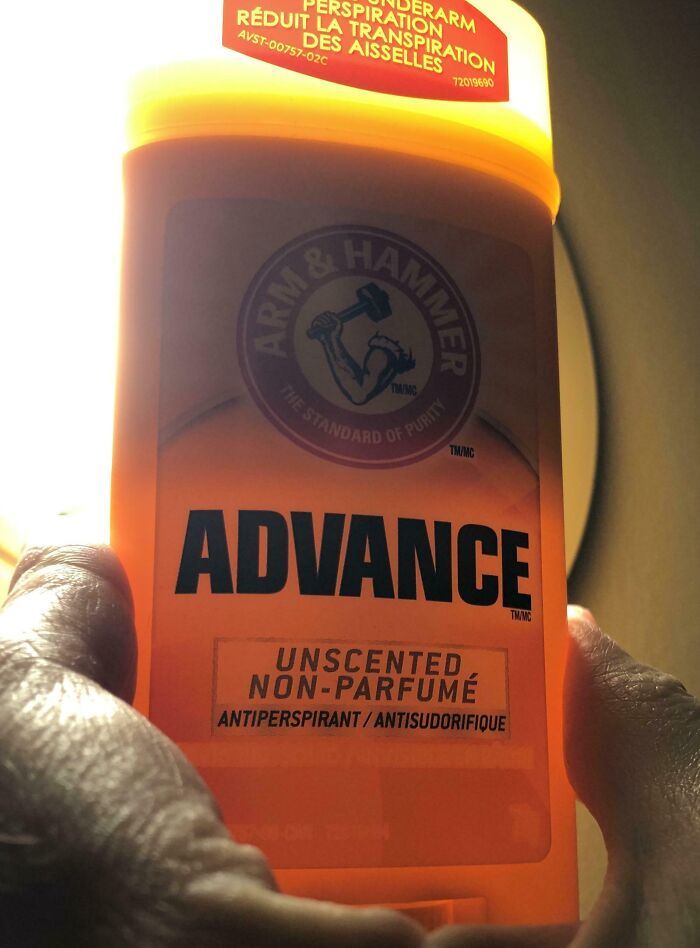 UNDERARM
PERSPIRATION
RÉDUIT LA TRANSPIRATION
DES AISSELLES
AVST-00757-02C
72019690
ARM & HAMMER
TM/MC
THE STANDARD OF PURITY
TM/MC
ADVANCE
TM/MC
UNSCENTED
NON-PARFUMÉ
ANTIPERSPIRANT / ANTISUDORIFIQUE